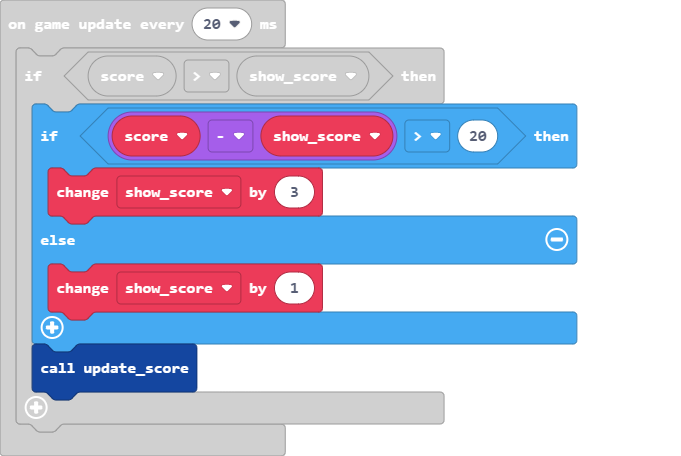 on game update every 20 ms
if score > show_score then
if score - show_score > 20 then
change show_score by 3
else
change show_score by 1
call update_score